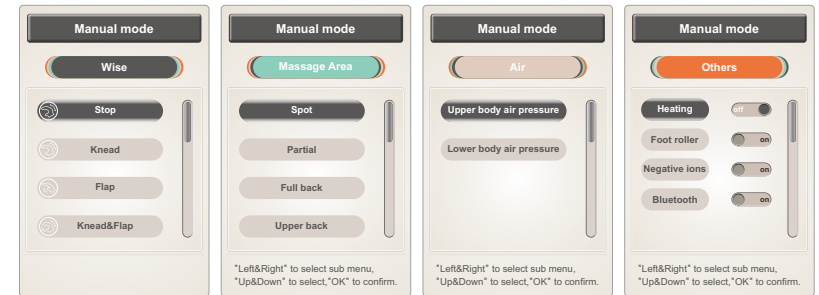 Manual mode
Wise
Stop
Knead
Flap
Knead&Flap
Manual mode
Massage Area
Spot
Partial
Full back
Upper back
"Left&Right" to select sub menu,
"Up&Down" to select,"OK" to confirm.
Manual mode
Air
Upper body air pressure
Lower body air pressure
"Left&Right" to select sub menu,
"Up&Down" to select,"OK" to confirm.
Manual mode
Others
Heating off
Foot roller on
Negative ions on
Bluetooth on
"Left&Right" to select sub menu,
"Up&Down" to select,"OK" to confirm.